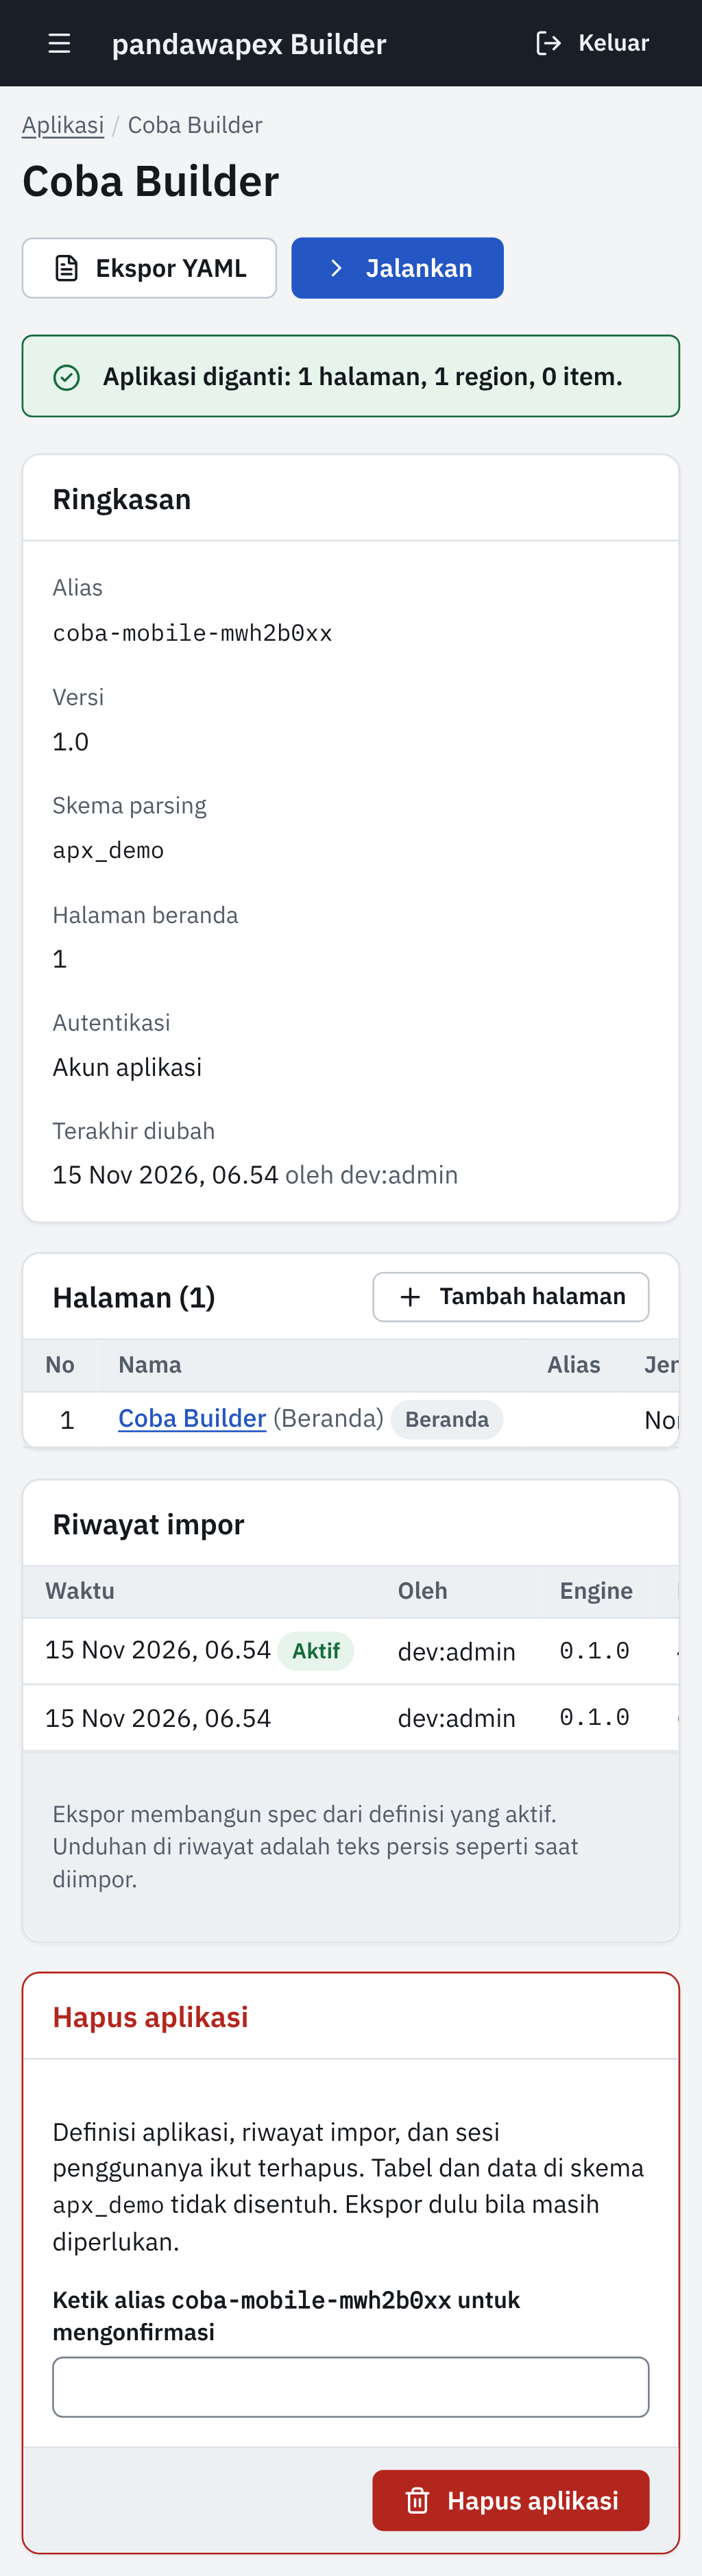 pandawapex Builder
Keluar
Aplikasi / Coba Builder
Coba Builder
Ekspor YAML
Jalankan
Aplikasi diganti: 1 halaman, 1 region, 0 item.
Ringkasan
Alias
coba-mobile-mwh2b0xx
Versi
1.0
Skema parsing
apx_demo
Halaman beranda
1
Autentikasi
Akun aplikasi
Terakhir diubah
15 Nov 2026, 06.54 oleh dev:admin
Halaman (1)
Tambah halaman
No Nama Alias
1 Coba Builder (Beranda) Beranda
Riwayat impor
Waktu Oleh Engine
15 Nov 2026, 06.54 Aktif dev:admin 0.1.0
15 Nov 2026, 06.54 dev:admin 0.1.0
Ekspor membangun spec dari definisi yang aktif.
Unduhan di riwayat adalah teks persis seperti saat
diimpor.
Hapus aplikasi
Definisi aplikasi, riwayat impor, dan sesi
penggunanya ikut terhapus. Tabel dan data di skema
apx_demo tidak disentuh. Ekspor dulu bila masih
diperlukan.
Ketik alias coba-mobile-mwh2b0xx untuk
mengonfirmasi
Hapus aplikasi